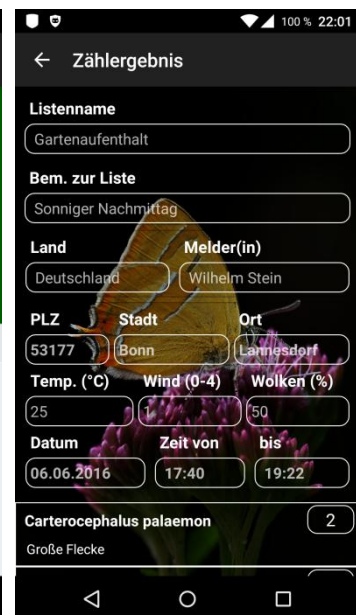 100 % 22:01
Zählergebnis
Listenname
Gartenaufenthalt
Bem. zur Liste
Sonniger Nachmittag
Land Melder(in)
Deutschland Wilhelm Stein
PLZ Stadt Ort
53177 Bonn Lannesdorf
Temp. (°C) Wind (0-4) Wolken (%)
25 1 50
Datum Zeit von bis
06.06.2016 17:40 19:22
Carterocephalus palaemon 2
Große Flecke